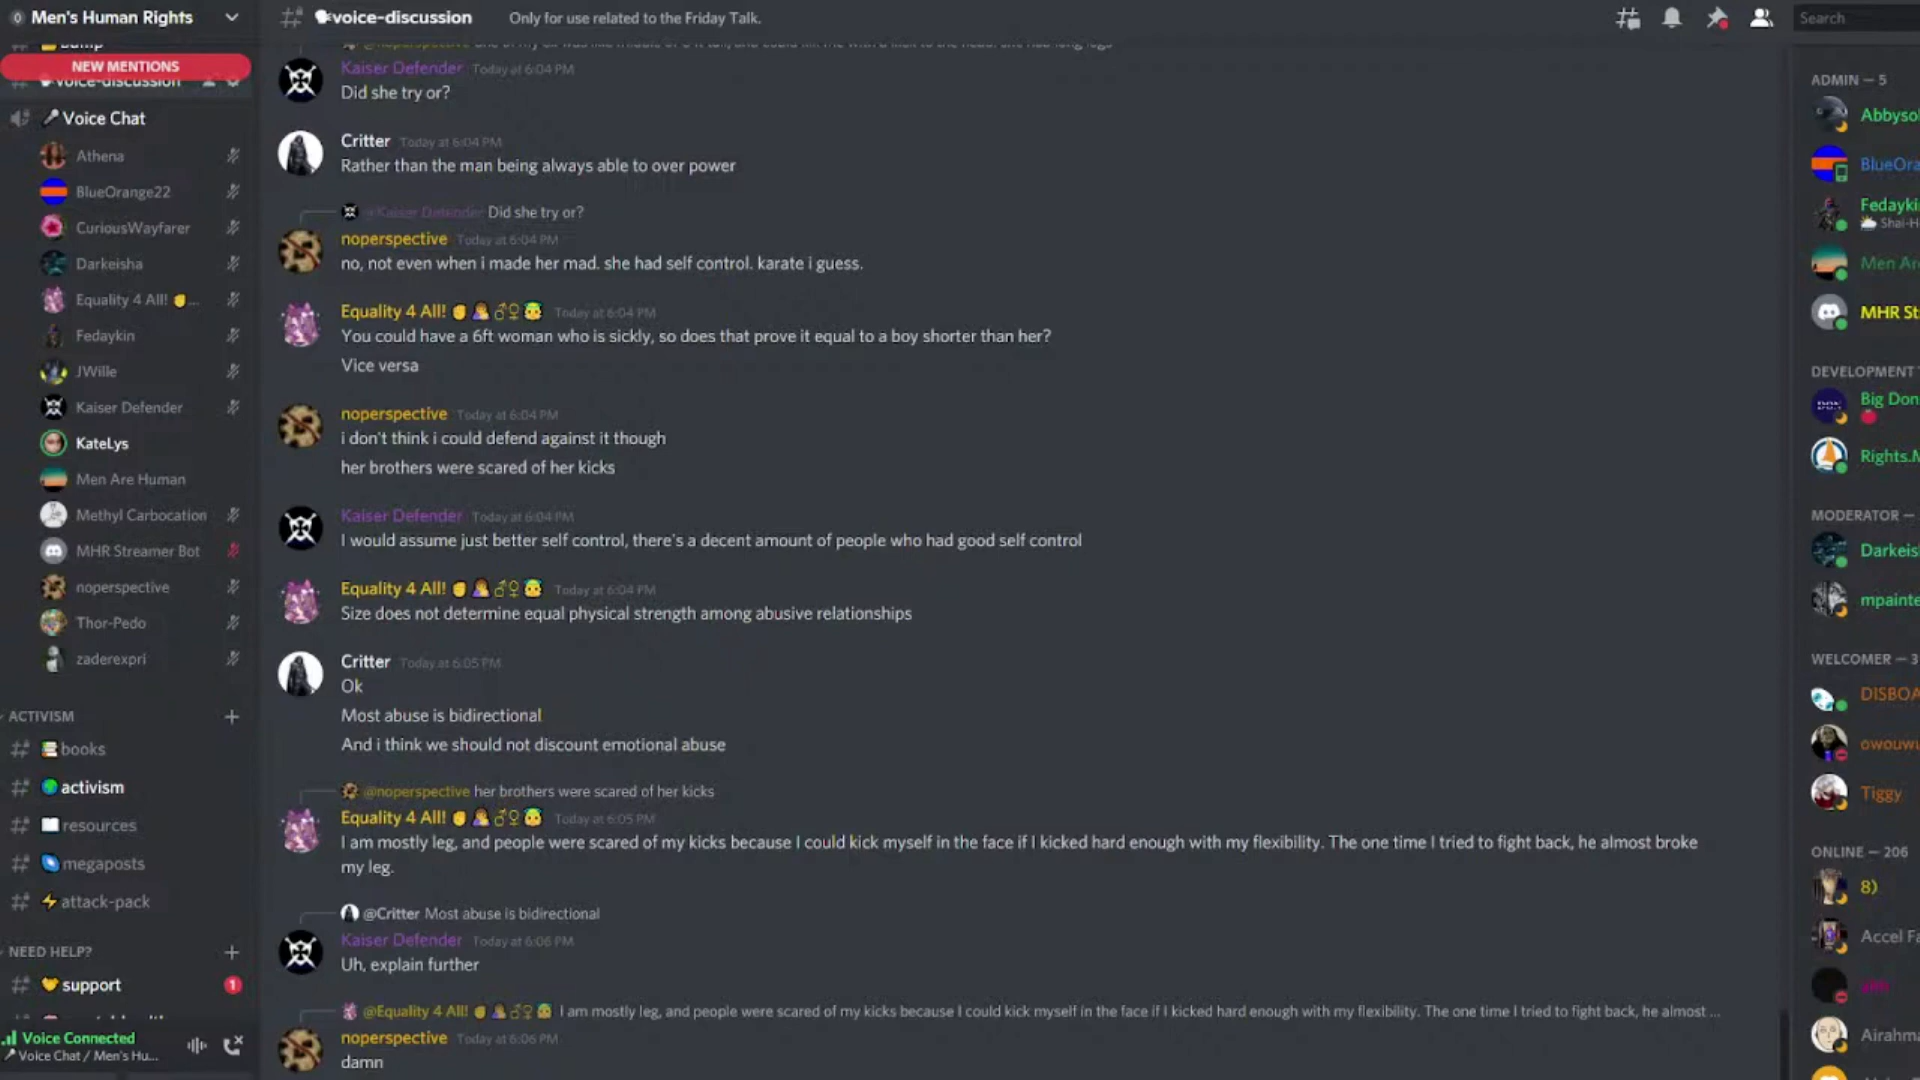 Men's Human Rights
NEW MENTIONS
voice-discussion
Voice Chat
Athena
BlueOrange22
CuriousWayfarer
Darkeisha
Equality 4 All! ✊...
Fedaykin
JWille
Kaiser Defender
KateLys
Men Are Human
Methyl Carbocation
MHR Streamer Bot
noperspective
Thor-Pedo
zaderexpri
ACTIVISM
books
activism
resources
megaposts
attack-pack
NEED HELP?
support
1
Voice Connected
Voice Chat / Men's Hu...
voice-discussion
Only for use related to the Friday Talk.
Search
Kaiser Defender Today at 6:04 PM
Did she try or?
Critter Today at 6:04 PM
Rather than the man being always able to over power
@Kaiser Defender Did she try or?
noperspective Today at 6:04 PM
no, not even when i made her mad. she had self control. karate i guess.
Equality 4 All! Today at 6:04 PM
You could have a 6ft woman who is sickly, so does that prove it equal to a boy shorter than her?
Vice versa
noperspective Today at 6:04 PM
i don't think i could defend against it though
her brothers were scared of her kicks
Kaiser Defender Today at 6:04 PM
I would assume just better self control, there's a decent amount of people who had good self control
Equality 4 All! Today at 6:04 PM
Size does not determine equal physical strength among abusive relationships
Critter Today at 6:05 PM
Ok
Most abuse is bidirectional
And i think we should not discount emotional abuse
@noperspective her brothers were scared of her kicks
Equality 4 All! Today at 6:05 PM
I am mostly leg, and people were scared of my kicks because I could kick myself in the face if I kicked hard enough with my flexibility. The one time I tried to fight back, he almost broke
my leg.
@Critter Most abuse is bidirectional
Kaiser Defender Today at 6:06 PM
Uh, explain further
@Equality 4 All! I am mostly leg, and people were scared of my kicks because I could kick myself in the face if I kicked hard enough with my flexibility. The one time I tried to fight back, he almost ...
noperspective Today at 6:06 PM
damn
ADMIN — 5
Abbyso
BlueOra
Fedayki
Shai-H
Men Are
MHR St
DEVELOPMENT
Big Don
Rights.M
MODERATOR —
Darkeis
mpainte
WELCOMER — 3
DISBOA
owouwu
Tiggy
ONLINE — 206
8)
Accel Fa
Airahma